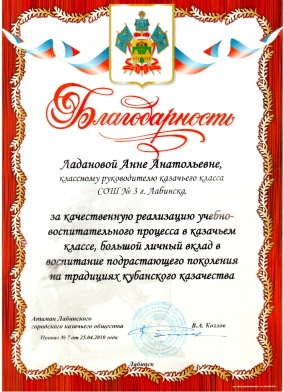 Благодарность
Ладановой Анне Анатольевне,
классному руководителю казачьего класса
СОШ № 3 г. Лабинска,
за качественную реализацию учебно-
воспитательного процесса в казачьем
классе, большой личный вклад в
воспитание подрастающего поколения
на традициях кубанского казачества
Атаман Лабинского
городского казачьего общества
В.А. Козлов
Приказ № 7 от 25.04.2010 года
Лабинск